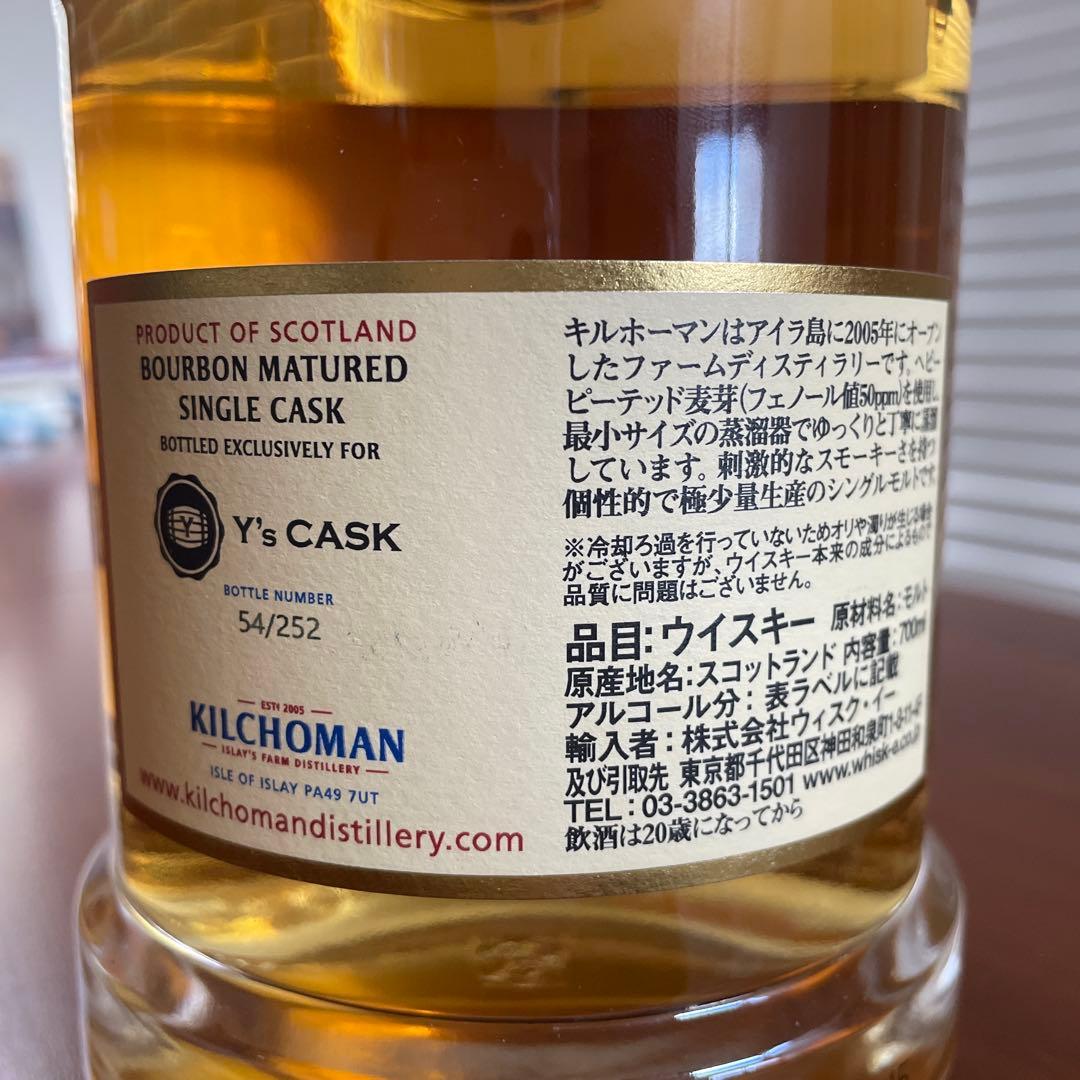 PRODUCT OF SCOTLAND
BOURBON MATURED
SINGLE CASK
BOTTLED EXCLUSIVELY FOR
Y
Y's CASK
BOTTLE NUMBER
54/252
ESTd 2005
KILCHOMAN
ISLAY'S FARM DISTILLERY
ISLE OF ISLAY PA49 7UT
www.kilchomandistillery.com
キルホーマンはアイラ島に2005年にオープン
したファームディスティラリーです。ヘビー
ピーテッド麦芽(フェノール値50ppm)を使用し、
最小サイズの蒸溜器でゆっくりと丁寧に蒸溜
しています。刺激的なスモーキーさを持つ
個性的で極少量生産のシングルモルトです。
※冷却ろ過を行っていないためオリや濁りが生じる場合
がございますが、ウイスキー本来の成分によるもので
品質に問題はございません。
品目:ウイスキー 原材料名:モルト
原産地名:スコットランド 内容量:700ml
アルコール分:表ラベルに記載
輸入者:株式会社ウィスク・イー
及び引取先 東京都千代田区神田和泉町1-8-11-4F
TEL:03-3863-1501 www.whisk-e.co.jp
飲酒は20歳になってから